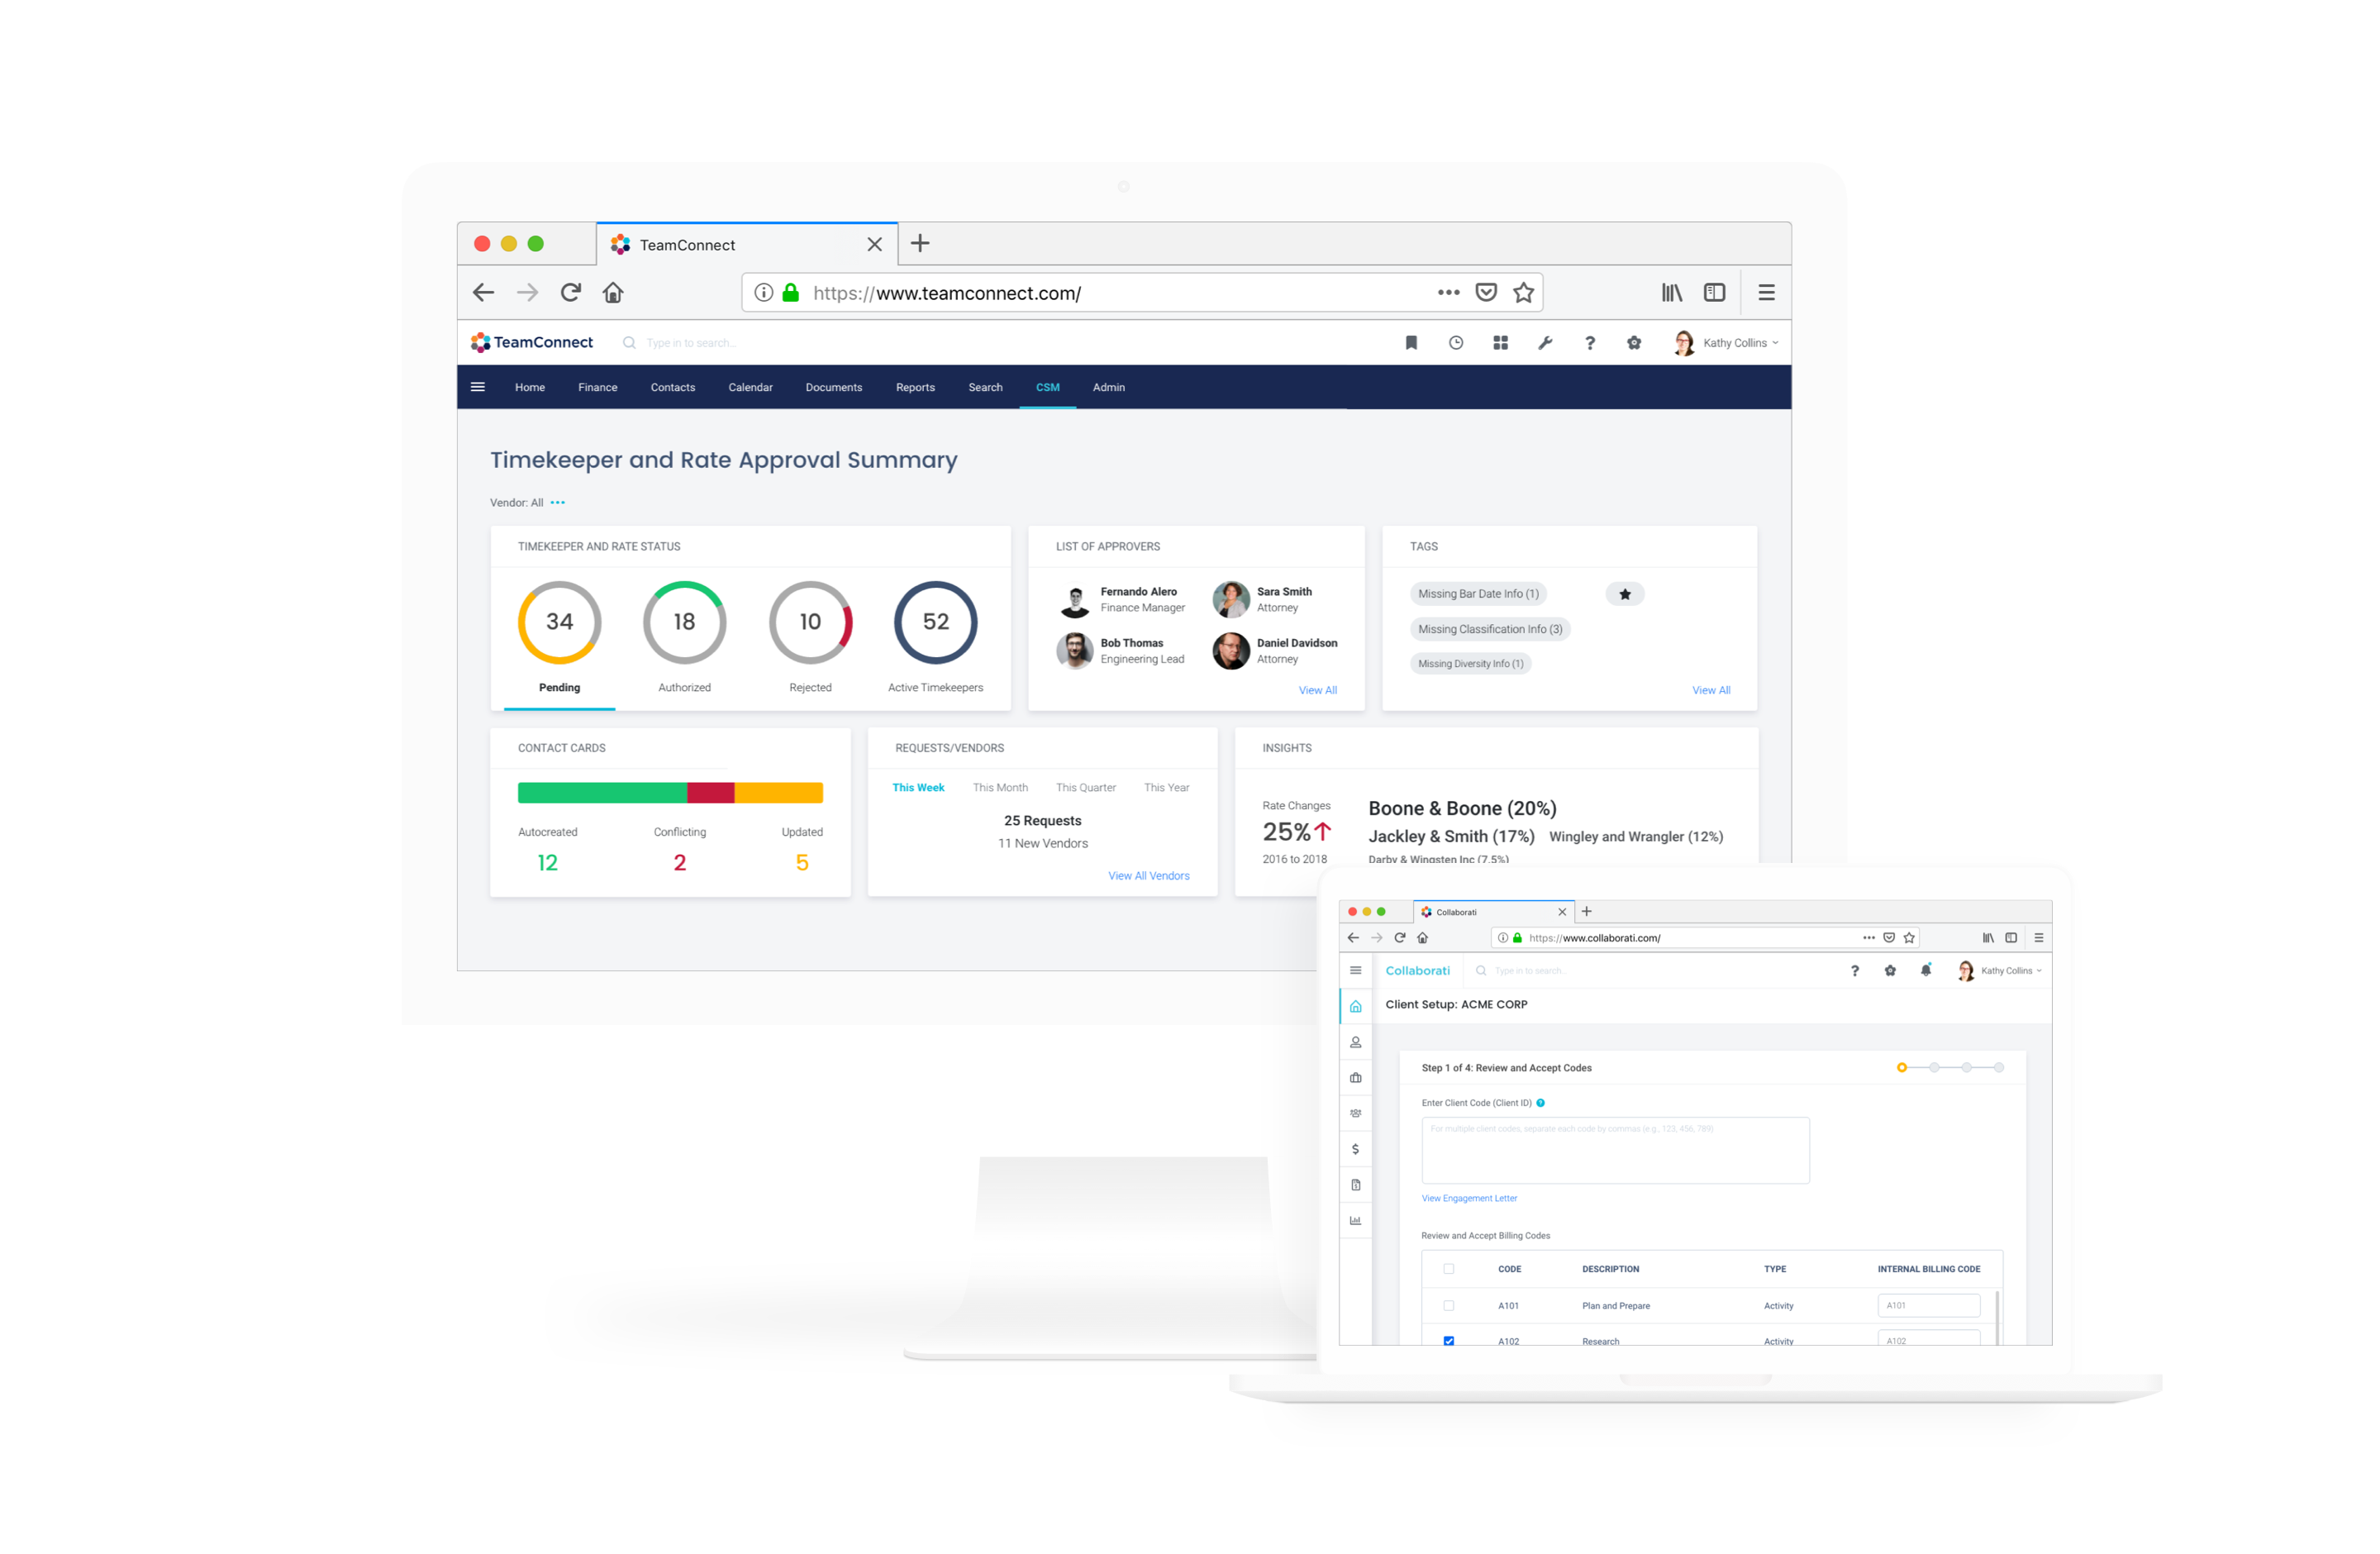 TeamConnect
https://www.teamconnect.com/
TeamConnect
Type in to search...
Kathy Collins
Home Finance Contacts Calendar Documents Reports Search CSM Admin
Timekeeper and Rate Approval Summary
Vendor: All
TIMEKEEPER AND RATE STATUS
34 18 10 52
Pending Authorized Rejected Active Timekeepers
LIST OF APPROVERS
Fernando Alero
Finance Manager
Sara Smith
Attorney
Bob Thomas
Engineering Lead
Daniel Davidson
Attorney
View All
TAGS
Missing Bar Date Info (1)
Missing Classification Info (3)
Missing Diversity Info (1)
View All
CONTACT CARDS
Autocreated Conflicting Updated
12 2 5
REQUESTS/VENDORS
This Week This Month This Quarter This Year
25 Requests
11 New Vendors
View All Vendors
INSIGHTS
Rate Changes
25%
2016 to 2018
Boone & Boone (20%)
Jackley & Smith (17%) Wingley and Wrangler (12%)
Darby & Wingsten Inc (7.5%)
Collaborati
https://www.collaborati.com/
Collaborati
Type in to search...
Kathy Collins
Client Setup: ACME CORP
Step 1 of 4: Review and Accept Codes
Enter Client Code (Client ID)
For multiple client codes, separate each code by commas (e.g., 123, 456, 789)
View Engagement Letter
Review and Accept Billing Codes
CODE DESCRIPTION TYPE INTERNAL BILLING CODE
A101 Plan and Prepare Activity A101
A102 Research Activity A102